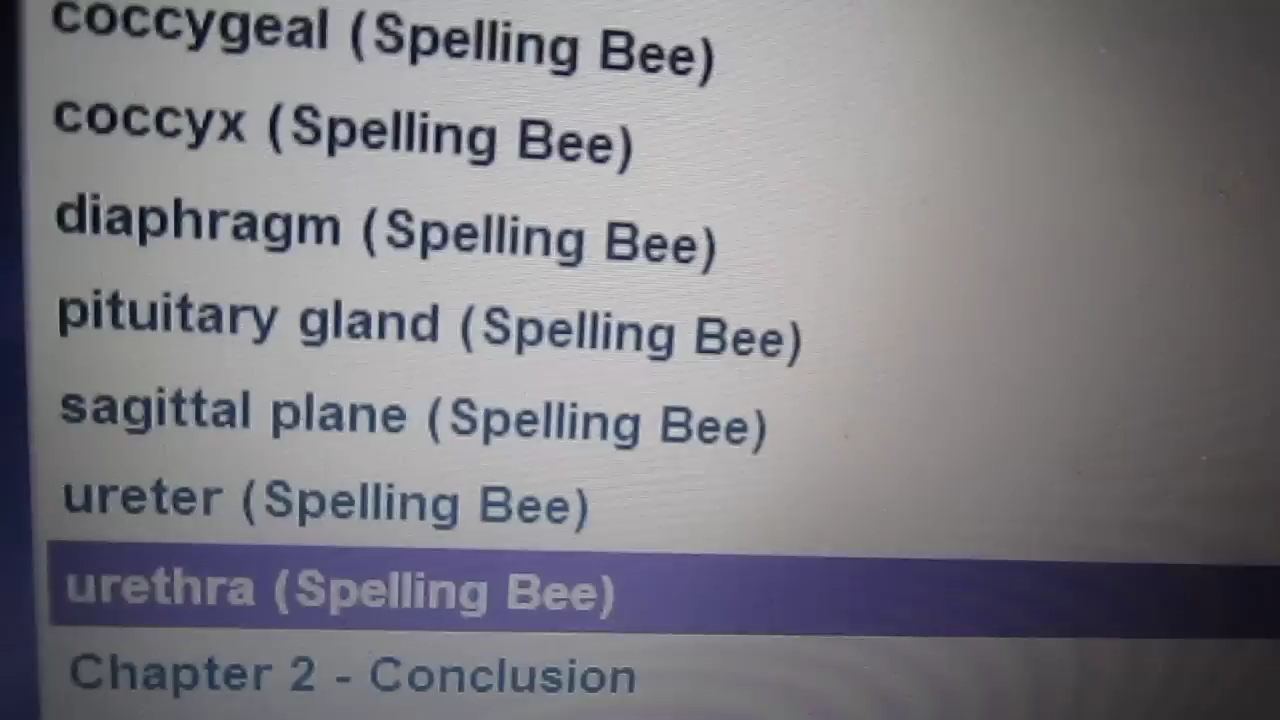 coccygeal (Spelling Bee)
coccyx (Spelling Bee)
diaphragm (Spelling Bee)
pituitary gland (Spelling Bee)
sagittal plane (Spelling Bee)
ureter (Spelling Bee)
urethra (Spelling Bee)
Chapter 2 - Conclusion